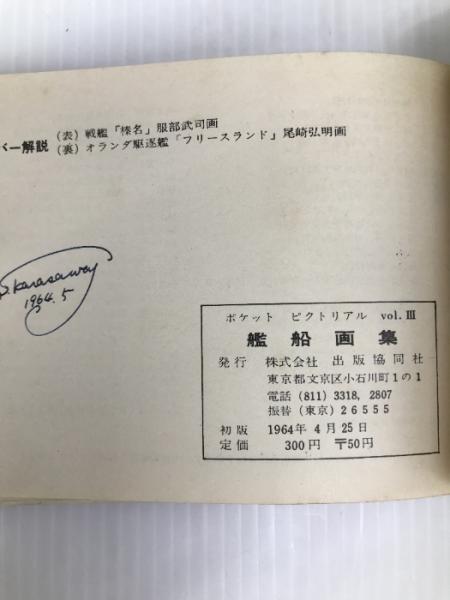 バー解説 (表) 戦艦「榛名」服部武司画
(裏) オランダ駆逐艦「フリースランド」尾崎弘明画
S. Karasawa
1964. 5
ポケット ピクトリアル vol. Ⅲ
艦船画集
発行 株式会社 出版協同社
東京都文京区小石川町1の1
電話 (811) 3318, 2807
振替 (東京) 26555
初版 1964年4月25日
定価 300円 〒50円